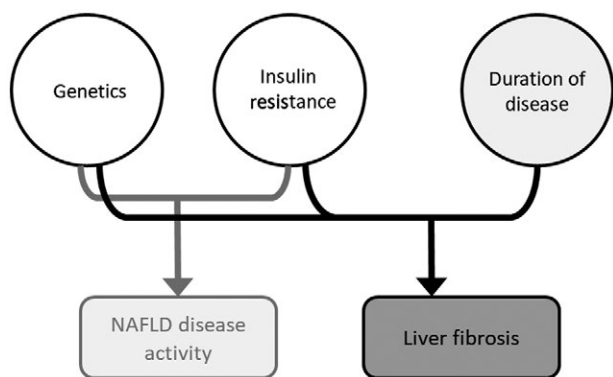 Genetics
Insulin
resistance
Duration of
disease
NAFLD disease
activity
Liver fibrosis